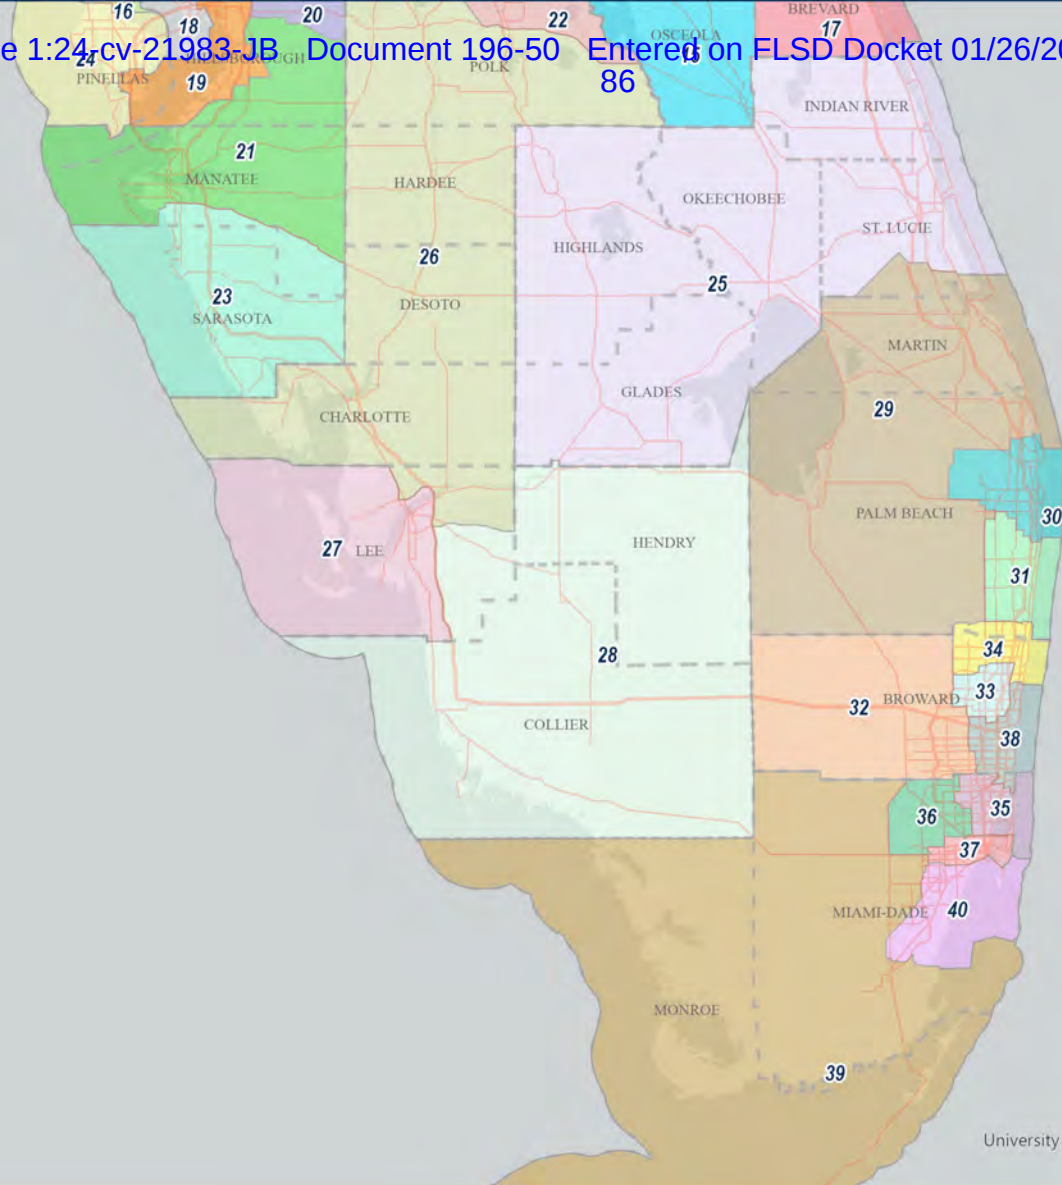 BREVARD
16
20
22
17
18
OSCEOLA
e 1:24-cv-21983-JB Document 196-50 Entered on FLSD Docket 01/26/20
86
24
HILLSBOROUGH
15
POLK
PINELLAS
19
INDIAN RIVER
21
MANATEE
HARDEE
OKEECHOBEE
ST. LUCIE
HIGHLANDS
26
25
23
DESOTO
SARASOTA
MARTIN
GLADES
29
CHARLOTTE
PALM BEACH
30
HENDRY
27
LEE
31
34
28
33
BROWARD
32
COLLIER
38
35
36
37
MIAMI-DADE
40
MONROE
39
University